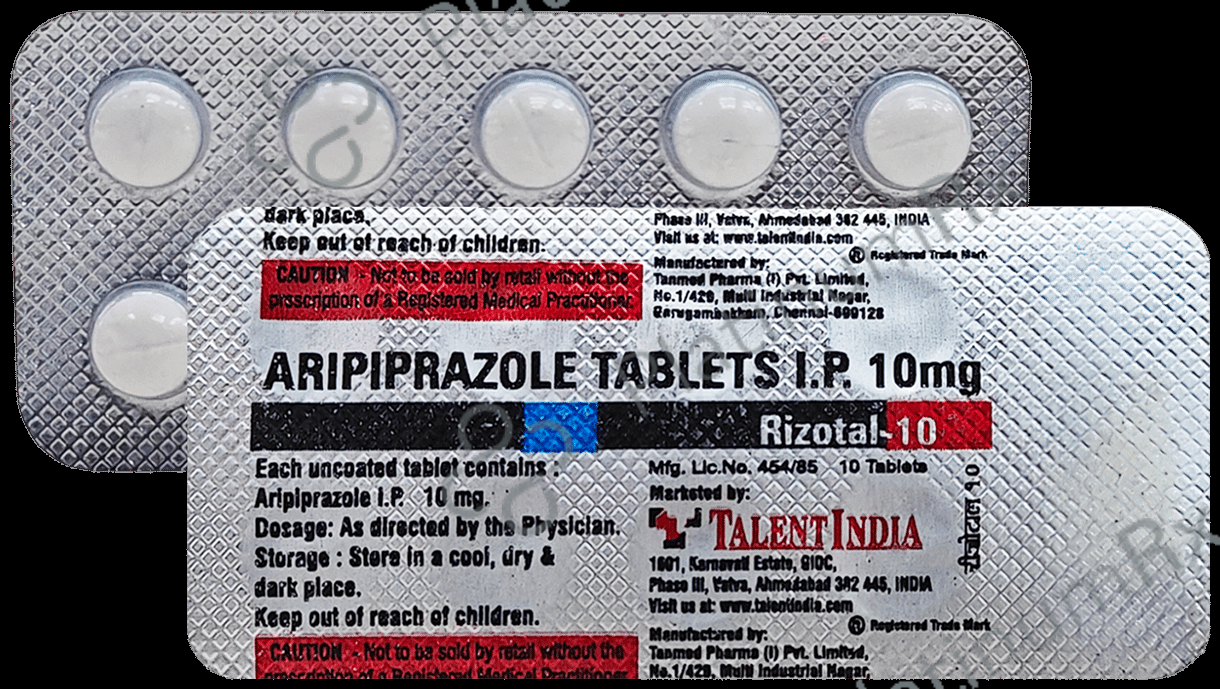 dark place.
Keep out of reach of children.
CAUTION - Not to be sold by retail without the
prescription of a Registered Medical Practitioner.
Phase III, Vatva, Ahmedabad 382 445, INDIA
Visit us at: www.talentindia.com
® Registered Trade Mark
Manufactured by:
Tanmed Pharma (I) Pvt. Limited,
No.1/429, Multi Industrial Nagar,
Gerugambakkam, Chennai-600128
ARIPIPRAZOLE TABLETS I.P. 10mg
Rizotal-10
Each uncoated tablet contains :
Aripiprazole I.P. 10 mg.
Dosage: As directed by the Physician.
Storage : Store in a cool, dry &
dark place.
Keep out of reach of children.
CAUTION - Not to be sold by retail without the
prescription of a Registered Medical Practitioner
Mfg. Lic.No. 454/85 10 Tablets
Marketed by:
TALENTINDIA
1601, Karnavati Estate, GIDC,
Phase III, Vatva, Ahmedabad 382 445, INDIA
Visit us at: www.talentindia.com
® Registered Trade Mark
Manufactured by:
Tanmed Pharma (I) Pvt. Limited,
No.1/429, Multi Industrial Nagar,
रीज़ोटाल 10